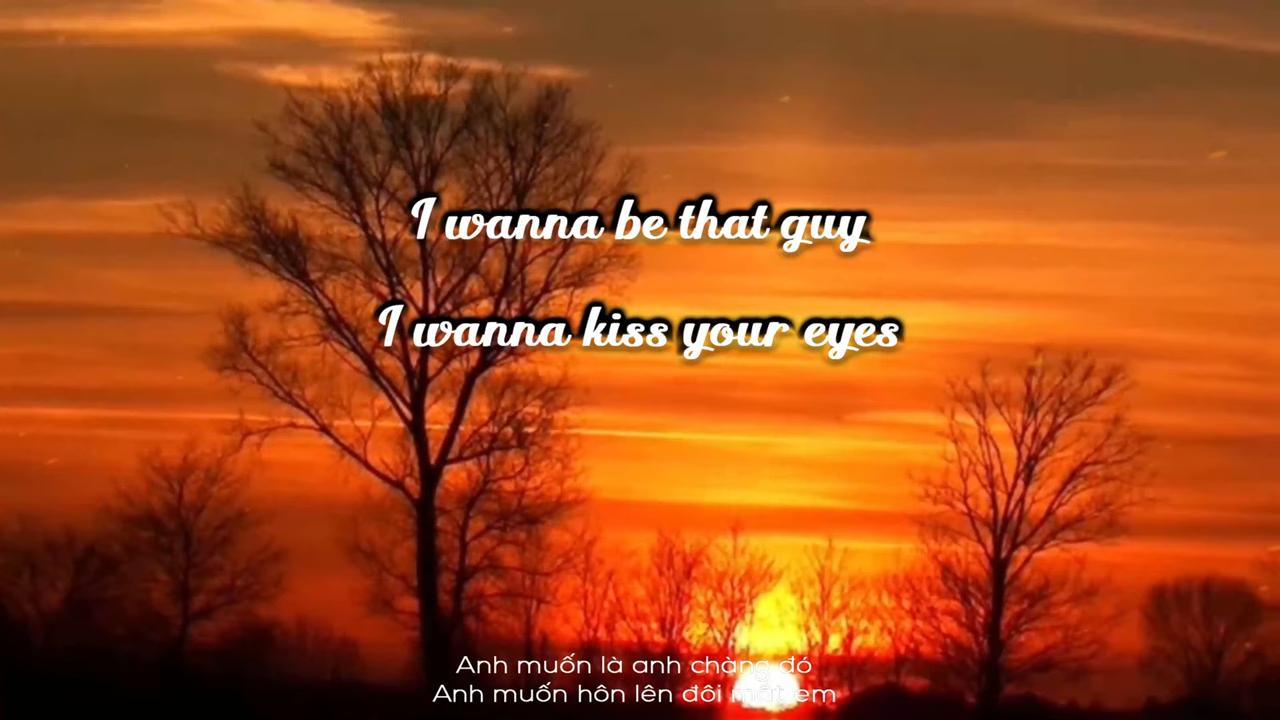 I wanna be that guy
I wanna kiss your eyes
Anh muốn là anh chàng đó
Anh muốn hôn lên đôi mắt em